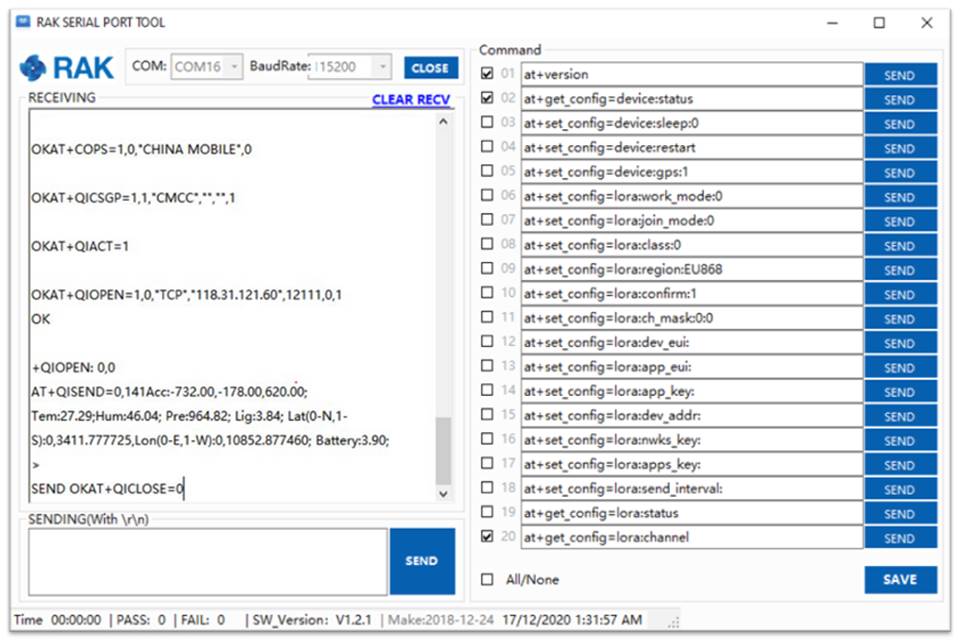 RAK SERIAL PORT TOOL
RAK
COM: COM16 BaudRate: 115200 CLOSE
RECEIVING CLEAR RECV
OKAT+COPS=1,0,"CHINA MOBILE",0
OKAT+QICSGP=1,1,"CMCC","","",1
OKAT+QIACT=1
OKAT+QIOPEN=1,0,"TCP","118.31.121.60",12111,0,1
OK
+QIOPEN: 0,0
AT+QISEND=0,141Acc:-732.00,-178.00,620.00;
Tem:27.29;Hum:46.04; Pre:964.82; Lig:3.84; Lat(0-N,1-
S):0,3411.777725,Lon(0-E,1-W):0,10852.877460; Battery:3.90;
>
SEND OKAT+QICLOSE=0
SENDING(With \r\n)
SEND
Command
01 at+version SEND
02 at+get_config=device:status SEND
03 at+set_config=device:sleep:0 SEND
04 at+set_config=device:restart SEND
05 at+set_config=device:gps:1 SEND
06 at+set_config=lora:work_mode:0 SEND
07 at+set_config=lora:join_mode:0 SEND
08 at+set_config=lora:class:0 SEND
09 at+set_config=lora:region:EU868 SEND
10 at+set_config=lora:confirm:1 SEND
11 at+set_config=lora:ch_mask:0:0 SEND
12 at+set_config=lora:dev_eui: SEND
13 at+set_config=lora:app_eui: SEND
14 at+set_config=lora:app_key: SEND
15 at+set_config=lora:dev_addr: SEND
16 at+set_config=lora:nwks_key: SEND
17 at+set_config=lora:apps_key: SEND
18 at+set_config=lora:send_interval: SEND
19 at+get_config=lora:status SEND
20 at+get_config=lora:channel SEND
All/None SAVE
Time 00:00:00 | PASS: 0 | FAIL: 0 | SW_Version: V1.2.1 | Make:2018-12-24 17/12/2020 1:31:57 AM